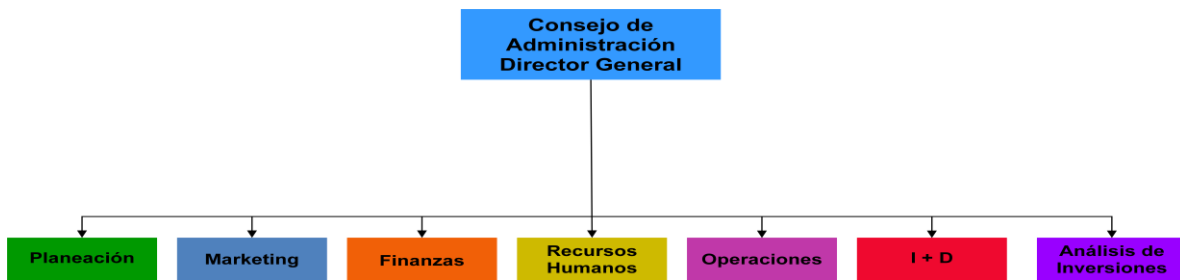 Consejo de
Administración
Director General
Planeación
Marketing
Finanzas
Recursos
Humanos
Operaciones
I + D
Análisis de
Inversiones